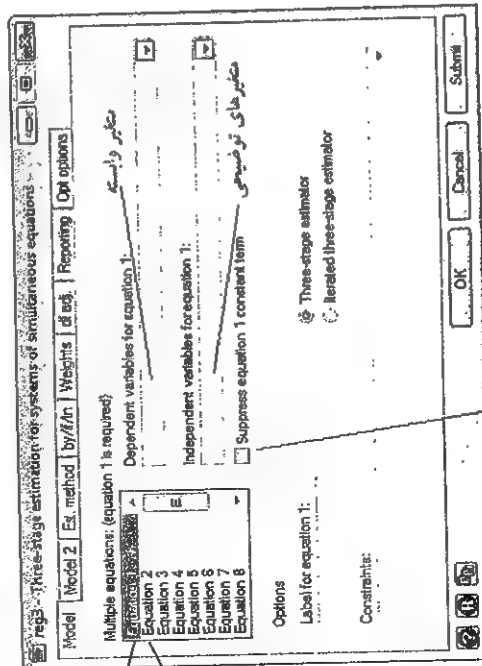 reg3 - Three-stage estimation for systems of simultaneous equations
Model Model 2 Est. method by/if/in Weights df adj. Reporting Opt options
Multiple equations: (equation 1 is required)
Equation 2
Equation 3
Equation 4
Equation 5
Equation 6
Equation 7
Equation 8
Dependent variables for equation 1:
متغیر وابسته
Independent variables for equation 1:
متغیرهای توضیحی
Suppress equation 1 constant term
Options
Label for equation 1:
Three-stage estimator
Iterated three-stage estimator
Constraints:
OK Cancel Submit